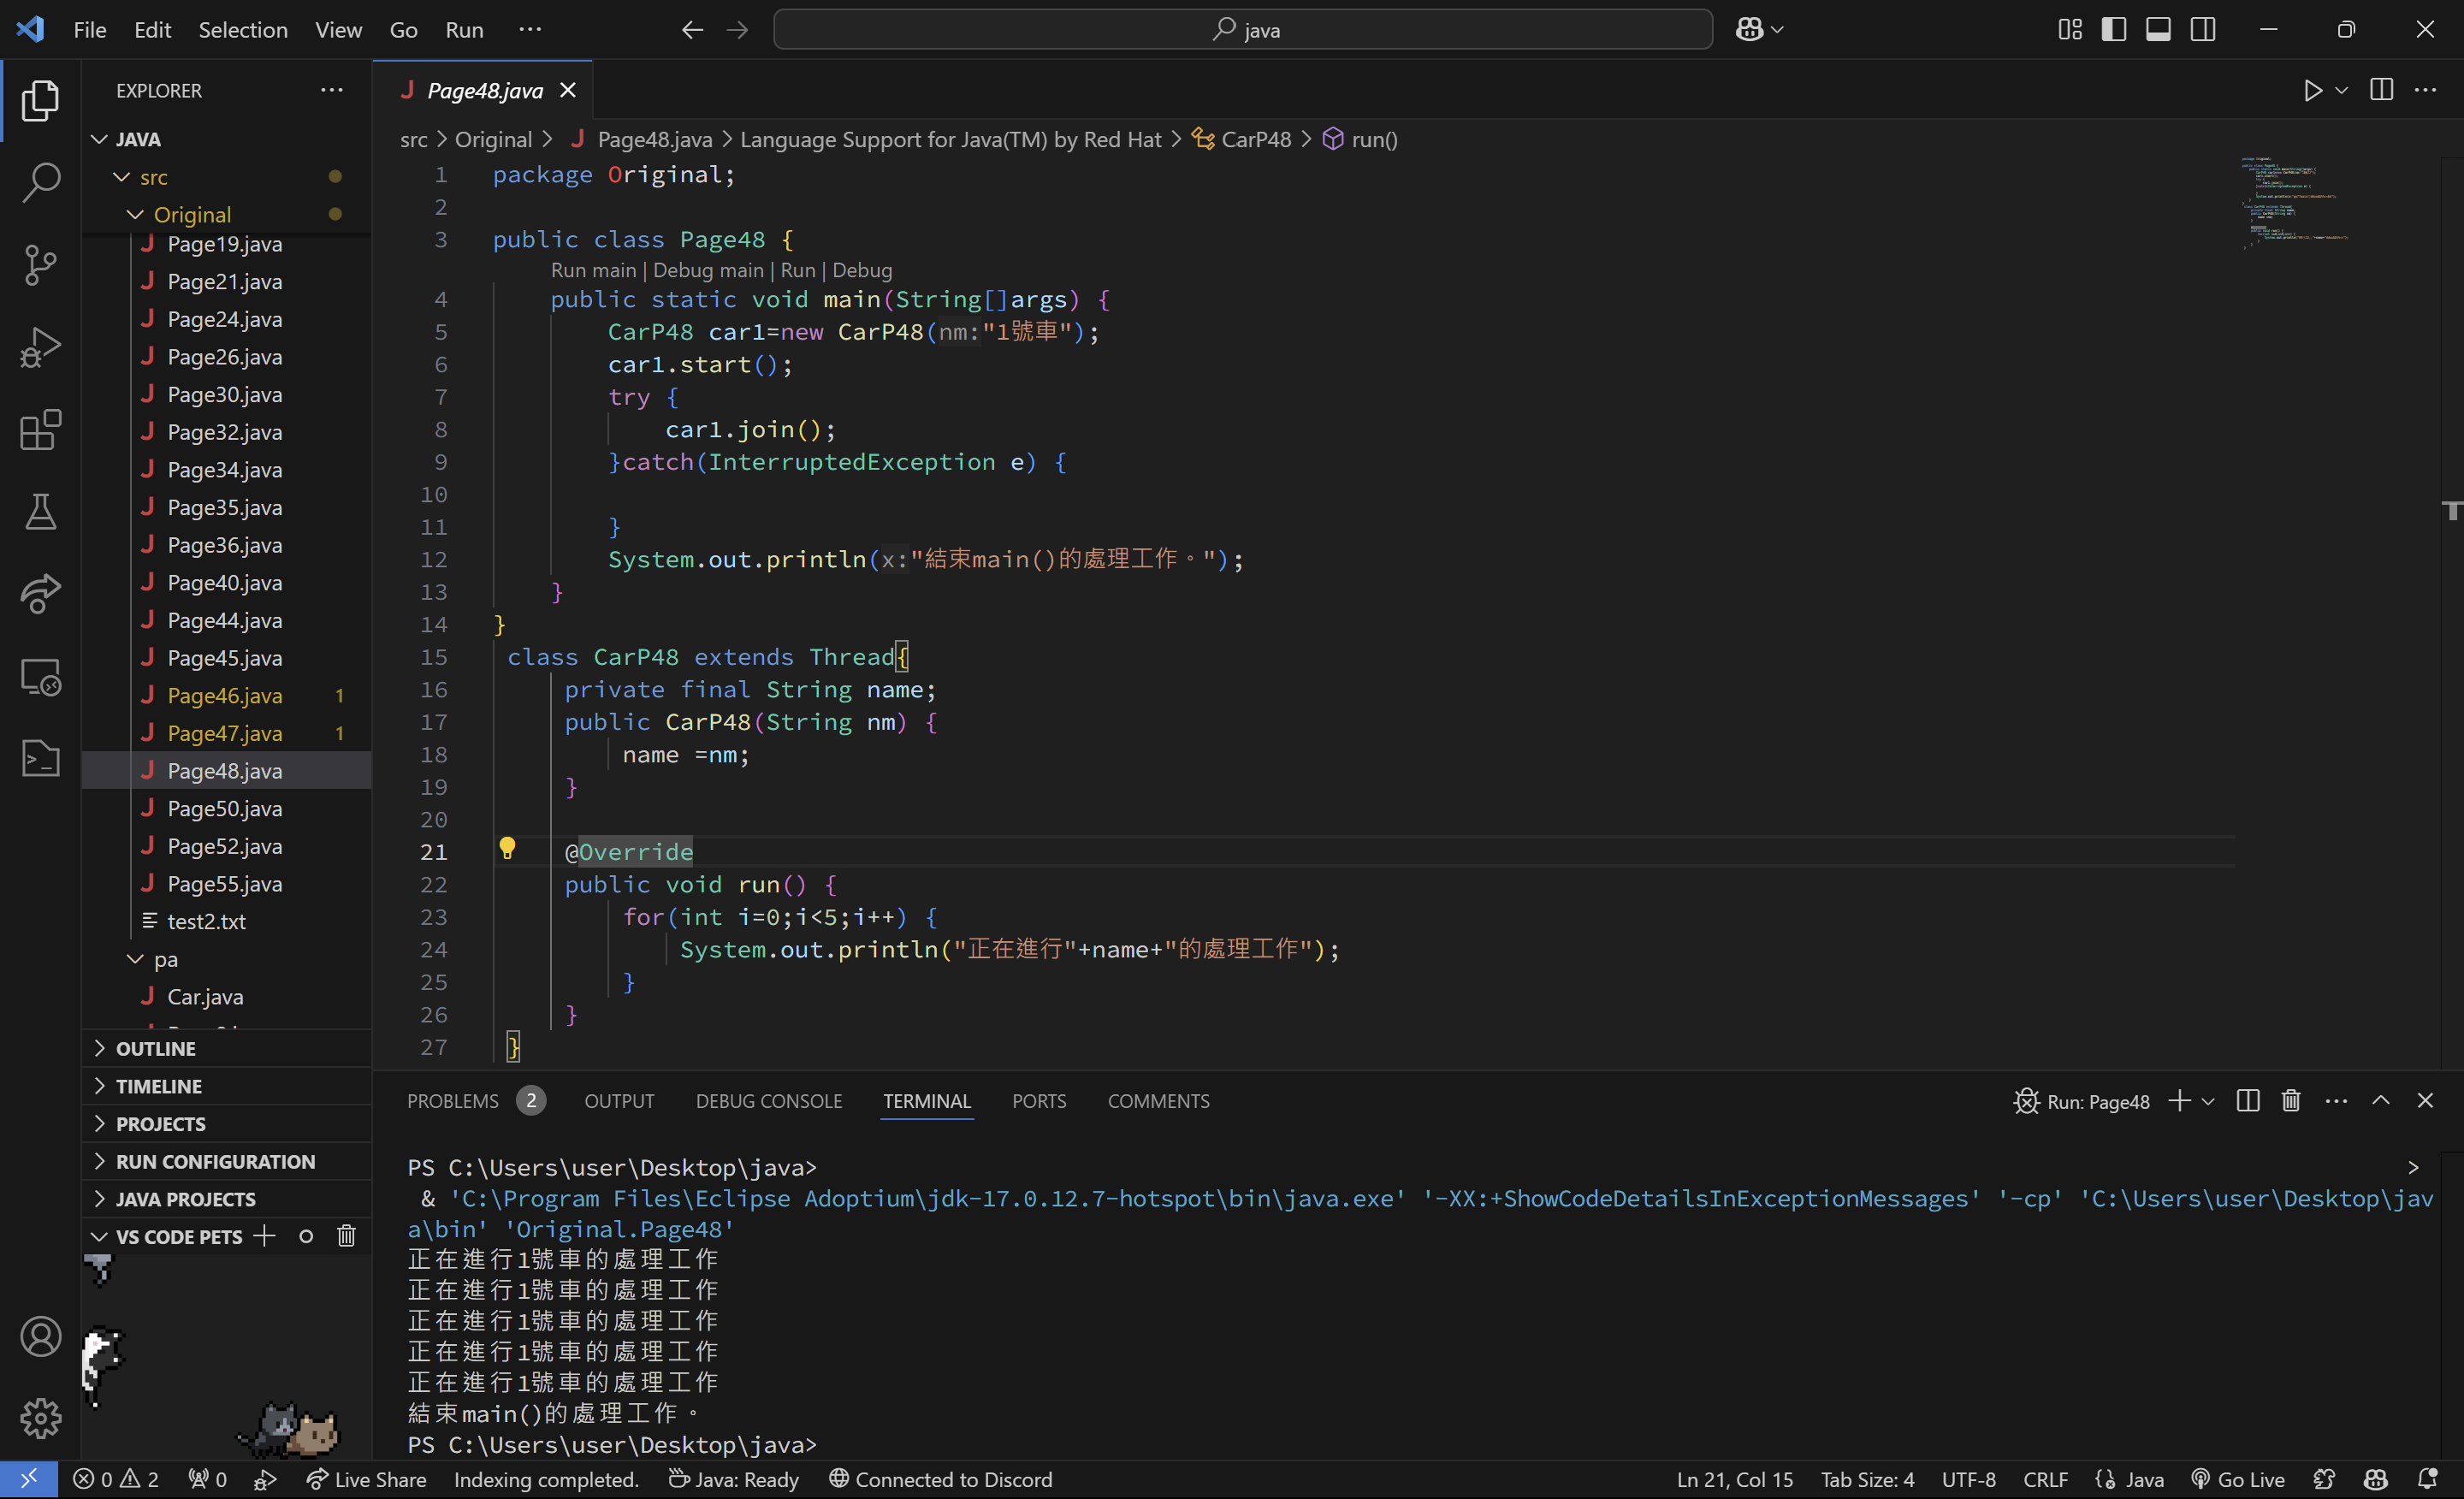 File Edit Selection View Go Run ··· java
EXPLORER ···
JAVA
src
Original
Page19.java
Page21.java
Page24.java
Page26.java
Page30.java
Page32.java
Page34.java
Page35.java
Page36.java
Page40.java
Page44.java
Page45.java
Page46.java 1
Page47.java 1
Page48.java
Page50.java
Page52.java
Page55.java
test2.txt
pa
Car.java
OUTLINE
TIMELINE
PROJECTS
RUN CONFIGURATION
JAVA PROJECTS
VS CODE PETS
J Page48.java
src > Original > J Page48.java > Language Support for Java(TM) by Red Hat > CarP48 > run()
1 package Original;
2
3 public class Page48 {
Run main | Debug main | Run | Debug
4 public static void main(String[]args) {
5 CarP48 car1=new CarP48(nm:"1號車");
6 car1.start();
7 try {
8 car1.join();
9 }catch(InterruptedException e) {
10
11 }
12 System.out.println(x:"結束main()的處理工作。");
13 }
14 }
15 class CarP48 extends Thread{
16 private final String name;
17 public CarP48(String nm) {
18 name =nm;
19 }
20
21 @Override
22 public void run() {
23 for(int i=0;i<5;i++) {
24 System.out.println("正在進行"+name+"的處理工作");
25 }
26 }
27 }
PROBLEMS 2 OUTPUT DEBUG CONSOLE TERMINAL PORTS COMMENTS Run: Page48
PS C:\Users\user\Desktop\java>
& 'C:\Program Files\Eclipse Adoptium\jdk-17.0.12.7-hotspot\bin\java.exe' '-XX:+ShowCodeDetailsInExceptionMessages' '-cp' 'C:\Users\user\Desktop\jav
a\bin' 'Original.Page48'
正在進行1號車的處理工作
正在進行1號車的處理工作
正在進行1號車的處理工作
正在進行1號車的處理工作
正在進行1號車的處理工作
結束main()的處理工作。
PS C:\Users\user\Desktop\java>
0 2 0 Live Share Indexing completed. Java: Ready Connected to Discord Ln 21, Col 15 Tab Size: 4 UTF-8 CRLF Java Go Live